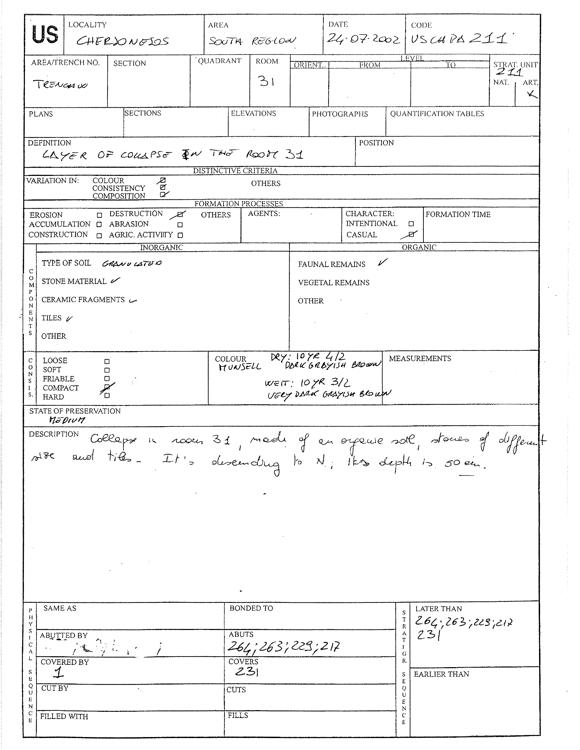 US
LOCALITY
CHERSONESOS
AREA
SOUTH REGION
DATE
24-07-2002
CODE
USCHPA 211
AREA/TRENCH NO.
SECTION
QUADRANT
ROOM
31
LEVEL
ORIENT. FROM TO
STRAT. UNIT
211
NAT. ART.
PLANS
SECTIONS
ELEVATIONS
PHOTOGRAPHS
QUANTIFICATION TABLES
DEFINITION
LAYER OF COLLAPSE IN THE ROOM 31
POSITION
DISTINCTIVE CRITERIA
VARIATION IN: COLOUR
CONSISTENCY
COMPOSITION
OTHERS
FORMATION PROCESSES
EROSION DESTRUCTION OTHERS
ACCUMULATION ABRASION
CONSTRUCTION AGRIC. ACTIVITY
AGENTS:
CHARACTER:
INTENTIONAL
CASUAL
FORMATION TIME
COMPONENTS
INORGANIC
TYPE OF SOIL GRANULATED
STONE MATERIAL ✓
CERAMIC FRAGMENTS ✓
TILES ✓
OTHER
ORGANIC
FAUNAL REMAINS ✓
VEGETAL REMAINS
OTHER
CONSIS.
LOOSE
SOFT
FRIABLE
COMPACT
HARD
COLOUR
MUNSELL
DRY: 10 YR 4/2
DARK GRAYISH BROWN
WET: 10 YR 3/2
VERY DARK GRAYISH BROWN
MEASUREMENTS
STATE OF PRESERVATION
MEDIUM
DESCRIPTION Collapse in room 31, made of an organic soil, stones of different
size and tiles. It's descending to N; its depth is 50 cm.
PHYSICAL SEQUENCE
SAME AS
BONDED TO
ABUTTED BY
ABUTS
264; 263; 229; 217
COVERED BY
1
COVERS
231
CUT BY
CUTS
FILLED WITH
FILLS
STRATIGR. SEQUENCE
LATER THAN
264; 263; 229; 217
231
EARLIER THAN